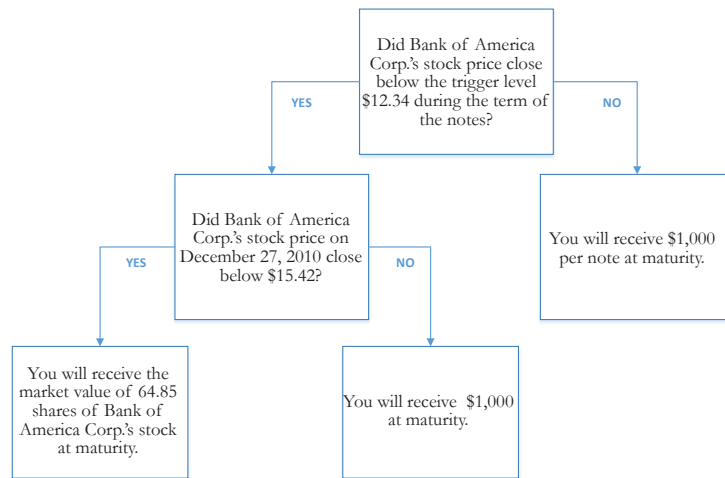 Did Bank of America
Corp.'s stock price close
below the trigger level
$12.34 during the term of
the notes?
YES
NO
Did Bank of America
Corp.'s stock price on
December 27, 2010 close
below $15.42?
You will receive $1,000
per note at maturity.
YES
NO
You will receive the
market value of 64.85
shares of Bank of
America Corp.'s stock
at maturity.
You will receive $1,000
at maturity.